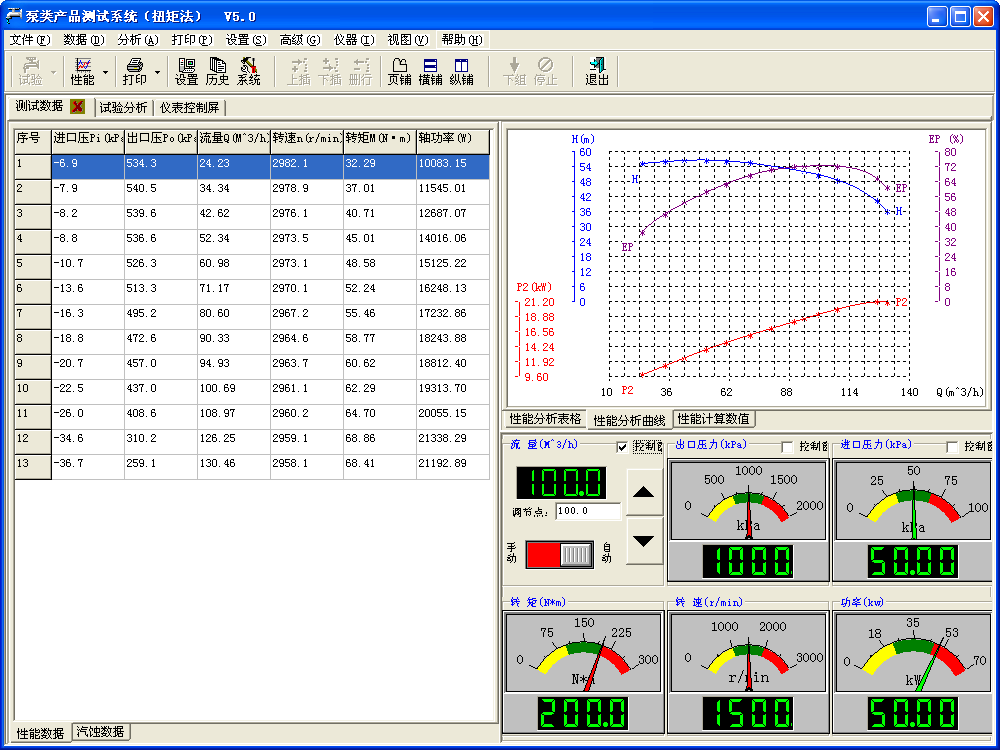 泵类产品测试系统（扭矩法） V5.0
文件(F) 数据(D) 分析(A) 打印(P) 设置(S) 高级(G) 仪器(I) 视图(V) 帮助(H)
试验 性能 打印 设置 历史 系统 上插 下插 删行 页铺 横铺 纵铺 下组 停止 退出
测试数据 试验分析 仪表控制屏
序号 进口压Pi(kPa 出口压Po(kPa 流量Q(M^3/h) 转速n(r/min) 转矩M(N·m) 轴功率(W)
1 -6.9 534.3 24.23 2982.1 32.29 10083.15
2 -7.9 540.5 34.34 2978.9 37.01 11545.01
3 -8.2 539.6 42.62 2976.1 40.71 12687.07
4 -8.8 536.6 52.34 2973.5 45.01 14016.06
5 -10.7 526.3 60.98 2973.1 48.58 15125.22
6 -13.6 513.3 71.17 2970.1 52.24 16248.13
7 -16.3 495.2 80.60 2967.2 55.46 17232.86
8 -18.8 472.6 90.33 2964.6 58.77 18243.88
9 -20.7 457.0 94.93 2963.7 60.62 18812.40
10 -22.5 437.0 100.69 2961.1 62.29 19313.70
11 -26.0 408.6 108.97 2960.2 64.70 20055.15
12 -34.6 310.2 126.25 2959.1 68.86 21338.29
13 -36.7 259.1 130.46 2958.1 68.41 21192.89
性能数据 汽蚀数据
H(m) EP (%)
60 80
54 72
48 H 64 EP
42 56
36 H 48
30 40
24 EP 32
18 24
12 16
6 8
0 0
P2(kW)
21.20 P2
18.88
16.56
14.24
11.92
9.60 P2
10 36 62 88 114 140 Q(m^3/h)
性能分析表格 性能分析曲线 性能计算数值
流 量(M^3/h) 控制
100.0
调节点: 100.0
手动 自动
出口压力(kPa) 控制
0 500 1000 1500 2000
kPa
1000
进口压力(kPa) 控制
0 25 50 75 100
kPa
50.00
转 矩(N*m)
0 75 150 225 300
N*m
200.0
转 速(r/min)
0 1000 2000 3000
r/min
1500
功率(kw)
0 18 35 53 70
kW
50.00